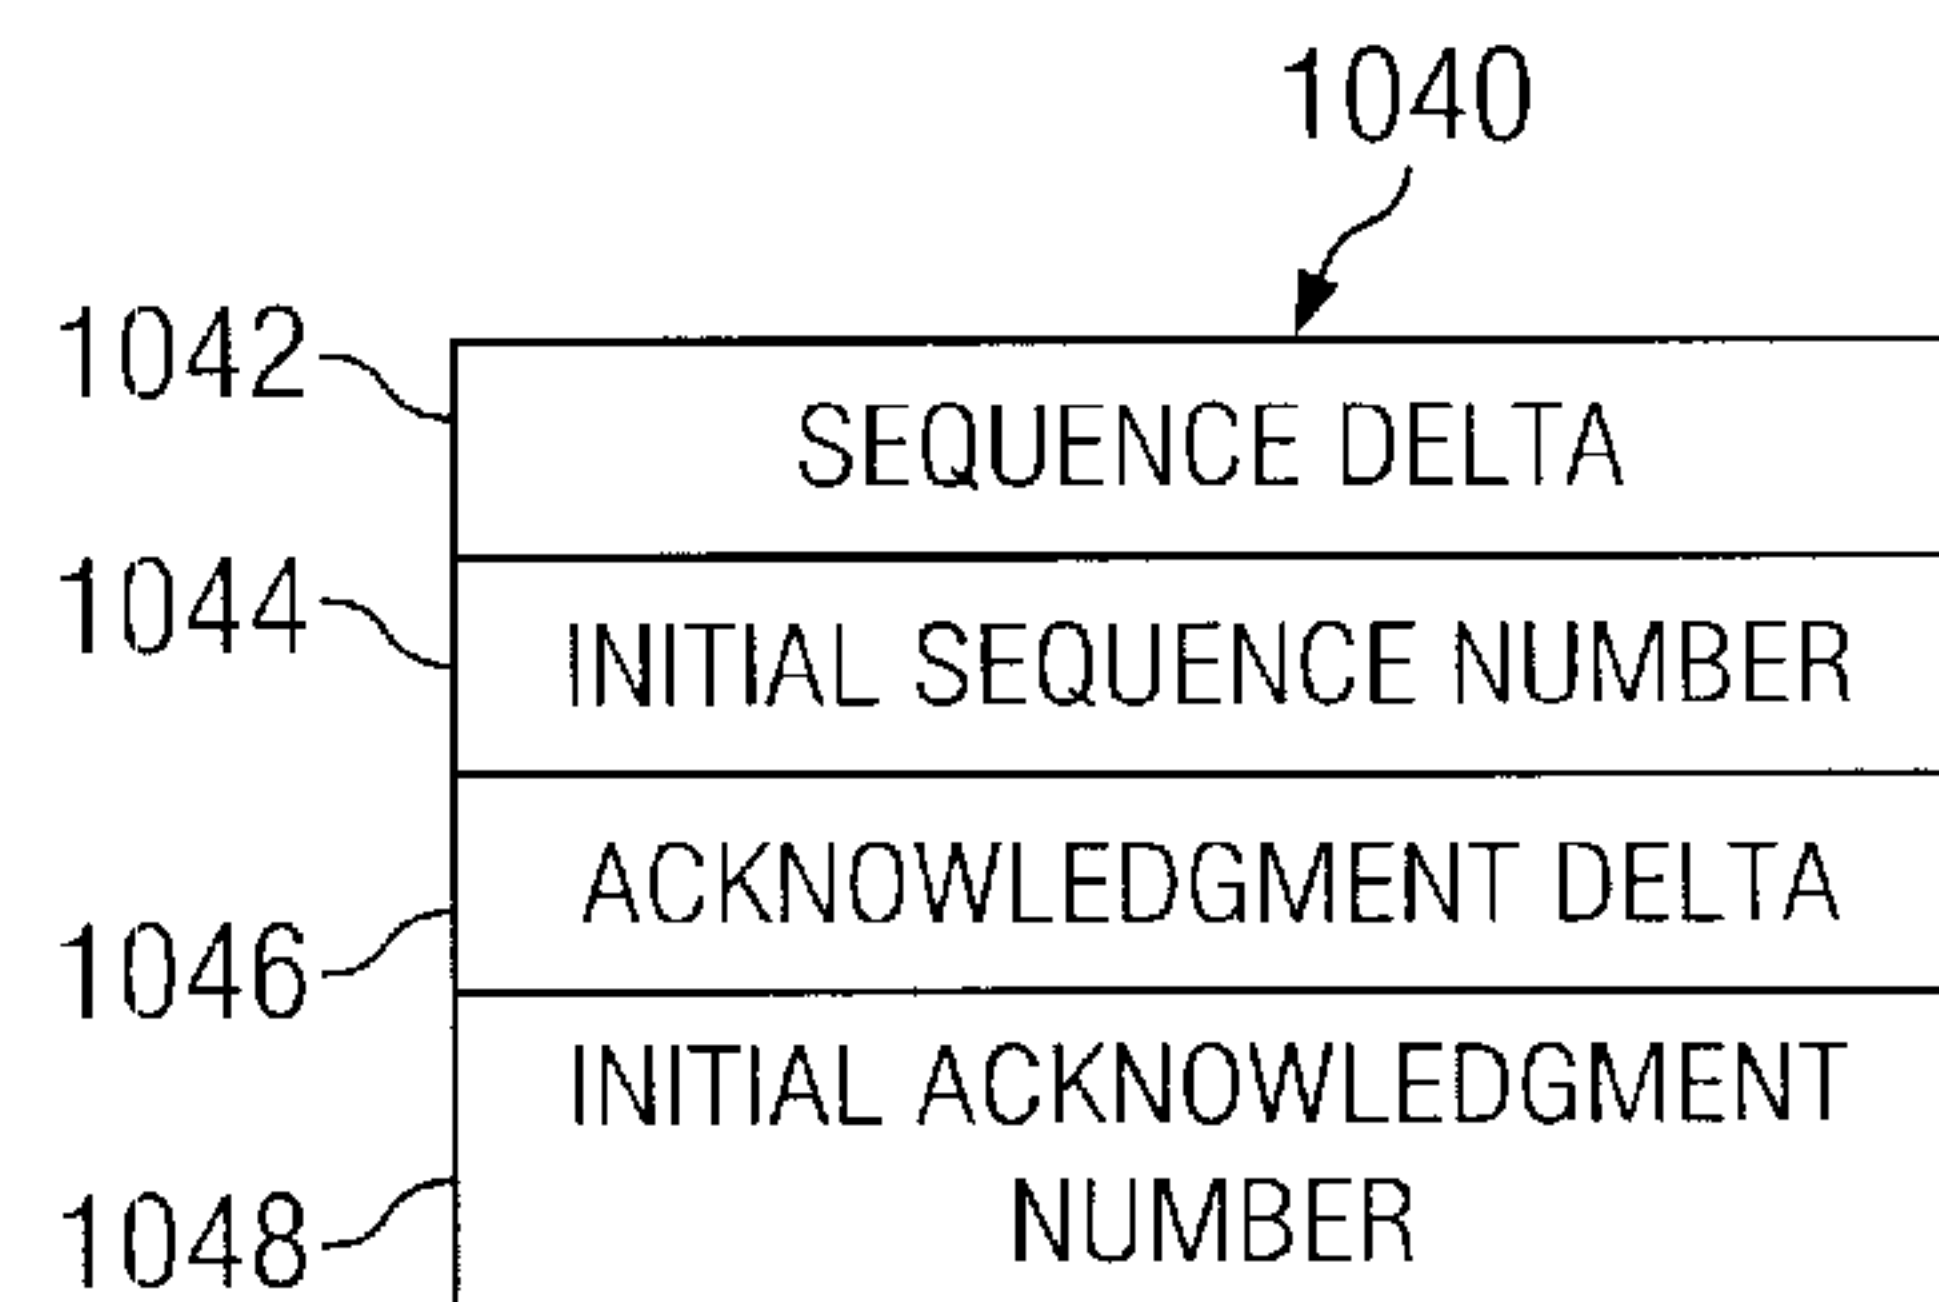 1040
1042
SEQUENCE DELTA
1044
INITIAL SEQUENCE NUMBER
ACKNOWLEDGMENT DELTA
1046
INITIAL ACKNOWLEDGMENT
NUMBER
1048